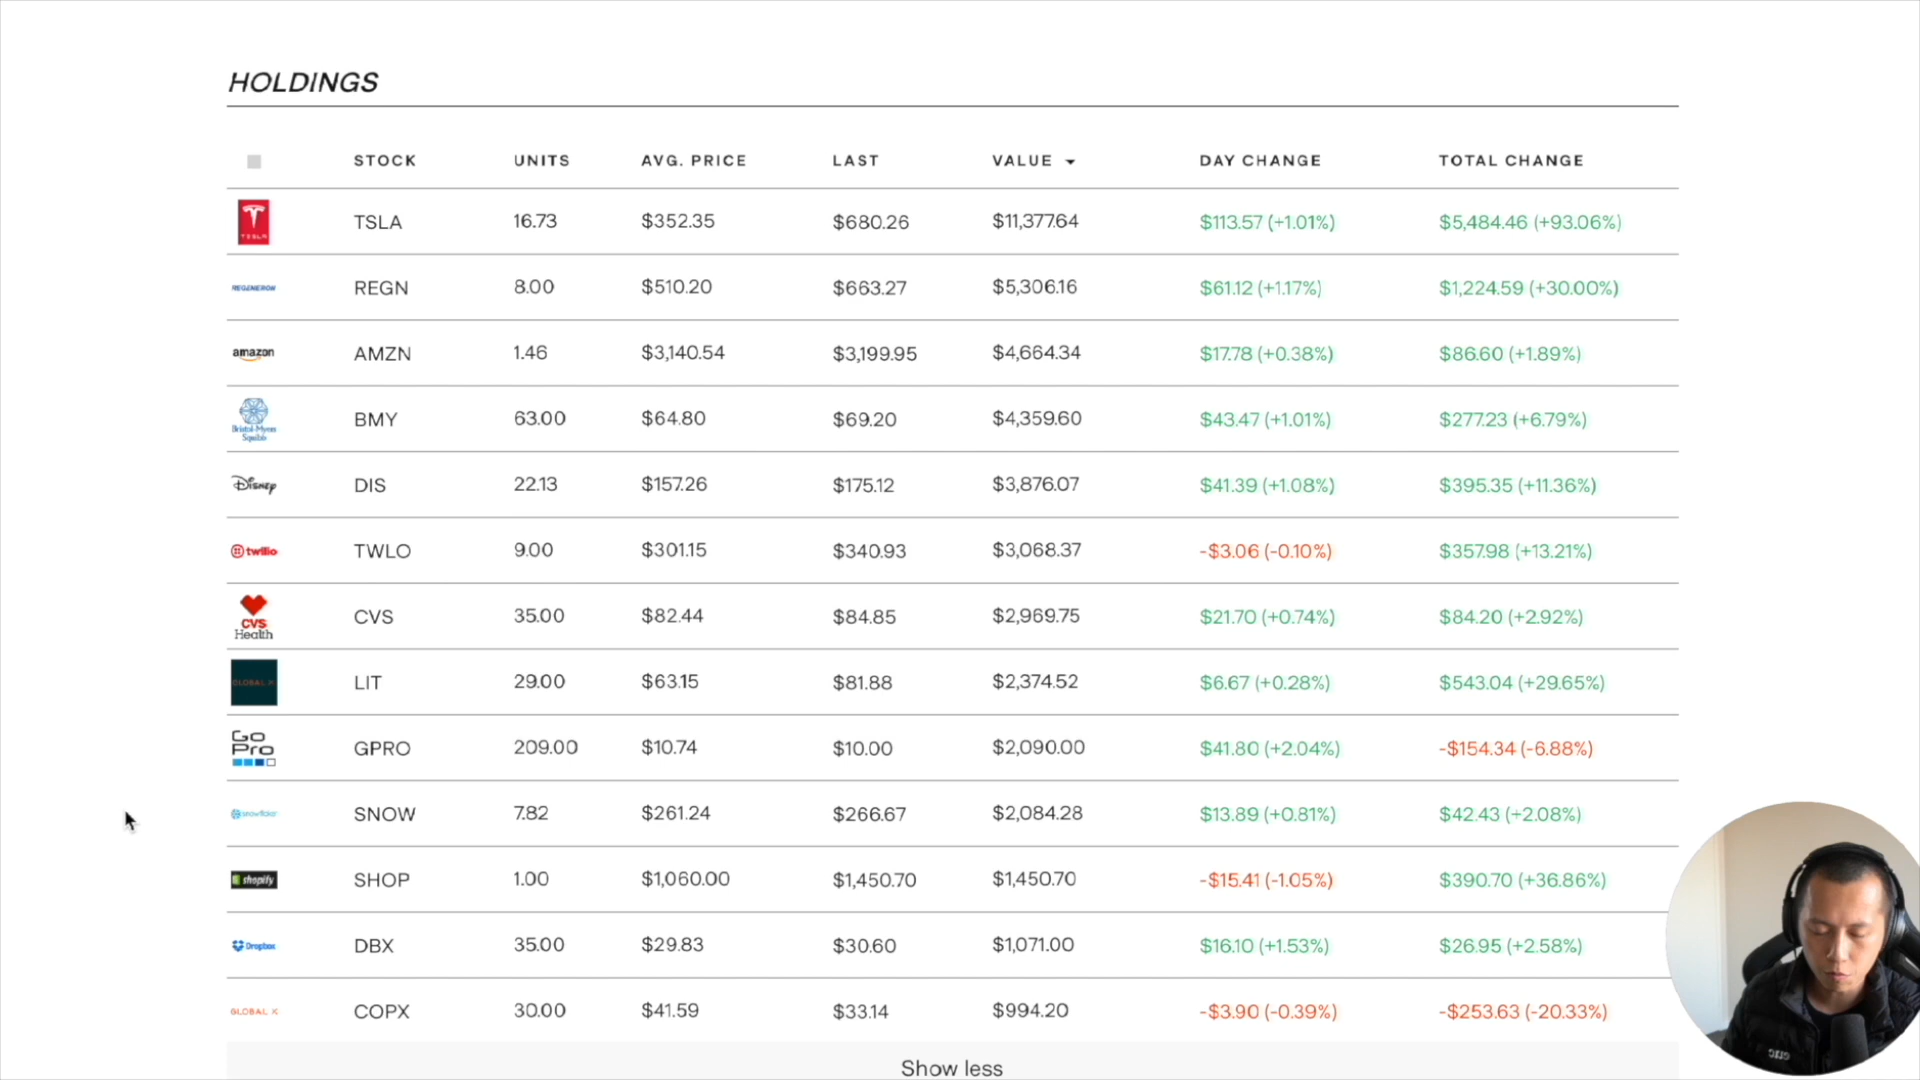 HOLDINGS
STOCK UNITS AVG. PRICE LAST VALUE DAY CHANGE TOTAL CHANGE
TESLA TSLA 16.73 $352.35 $680.26 $11,377.64 $113.57 (+1.01%) $5,484.46 (+93.06%)
REGENERON REGN 8.00 $510.20 $663.27 $5,306.16 $61.12 (+1.17%) $1,224.59 (+30.00%)
amazon AMZN 1.46 $3,140.54 $3,199.95 $4,664.34 $17.78 (+0.38%) $86.60 (+1.89%)
Bristol-Myers Squibb BMY 63.00 $64.80 $69.20 $4,359.60 $43.47 (+1.01%) $277.23 (+6.79%)
Disney DIS 22.13 $157.26 $175.12 $3,876.07 $41.39 (+1.08%) $395.35 (+11.36%)
twilio TWLO 9.00 $301.15 $340.93 $3,068.37 -$3.06 (-0.10%) $357.98 (+13.21%)
CVS Health CVS 35.00 $82.44 $84.85 $2,969.75 $21.70 (+0.74%) $84.20 (+2.92%)
GLOBAL X LIT 29.00 $63.15 $81.88 $2,374.52 $6.67 (+0.28%) $543.04 (+29.65%)
GoPro GPRO 209.00 $10.74 $10.00 $2,090.00 $41.80 (+2.04%) -$154.34 (-6.88%)
snowflake SNOW 7.82 $261.24 $266.67 $2,084.28 $13.89 (+0.81%) $42.43 (+2.08%)
shopify SHOP 1.00 $1,060.00 $1,450.70 $1,450.70 -$15.41 (-1.05%) $390.70 (+36.86%)
Dropbox DBX 35.00 $29.83 $30.60 $1,071.00 $16.10 (+1.53%) $26.95 (+2.58%)
GLOBAL X COPX 30.00 $41.59 $33.14 $994.20 -$3.90 (-0.39%) -$253.63 (-20.33%)
Show less